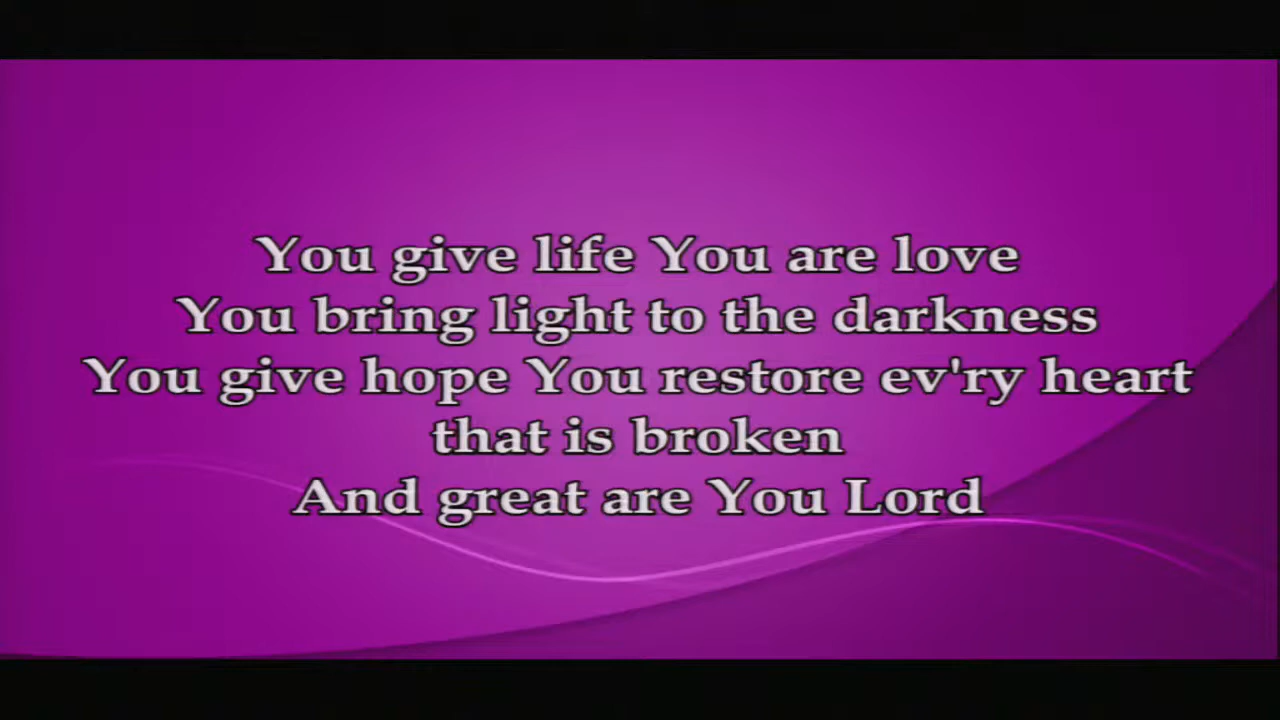 You give life You are love
You bring light to the darkness
You give hope You restore ev'ry heart
that is broken
And great are You Lord